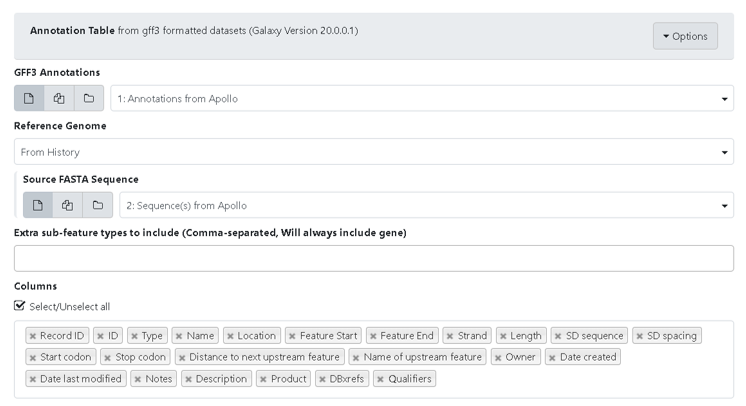 Annotation Table from gff3 formatted datasets (Galaxy Version 20.0.0.1)
Options
GFF3 Annotations
1: Annotations from Apollo
Reference Genome
From History
Source FASTA Sequence
2: Sequence(s) from Apollo
Extra sub-feature types to include (Comma-separated, Will always include gene)
Columns
Select/Unselect all
Record ID ID Type Name Location Feature Start Feature End Strand Length SD sequence SD spacing
Start codon Stop codon Distance to next upstream feature Name of upstream feature Owner Date created
Date last modified Notes Description Product DBxrefs Qualifiers